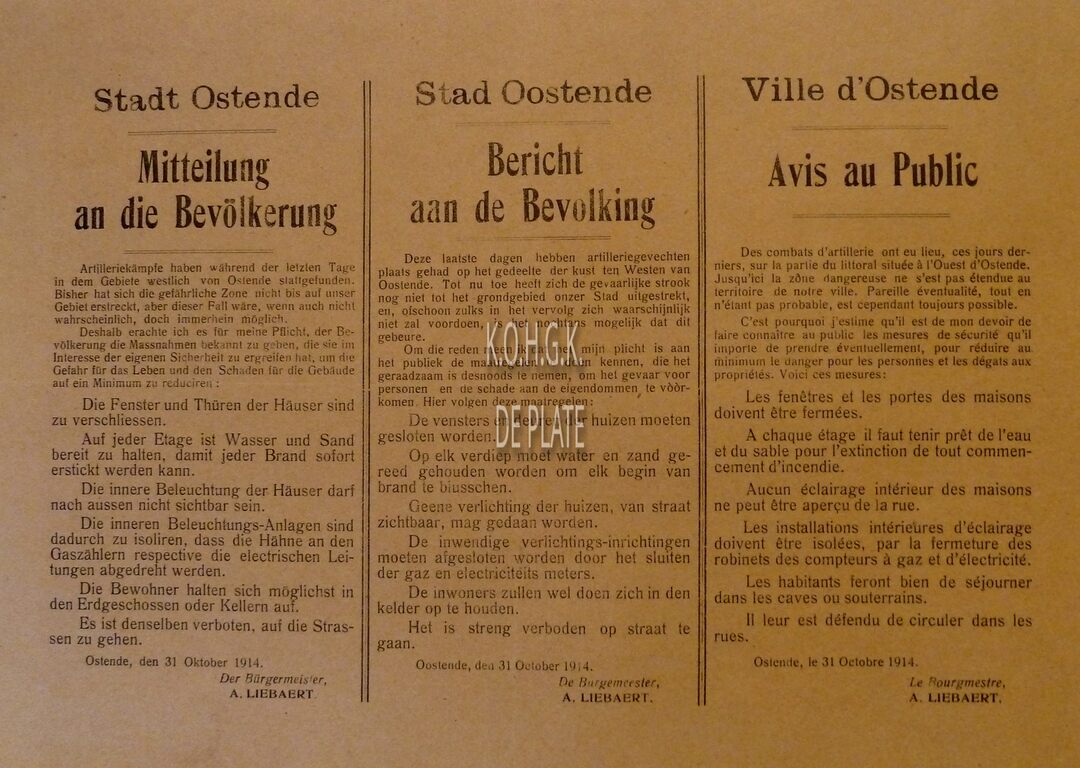 Stadt Ostende
Mitteilung
an die Bevölkerung
Artilleriekämpfe haben während der letzten Tage
in dem Gebiete westlich von Ostende stattgefunden.
Bisher hat sich die gefährliche Zone nicht bis auf unser
Gebiet erstreckt, aber dieser Fall wäre, wenn auch nicht
wahrscheinlich, doch immerhin möglich.
Deshalb erachte ich es für meine Pflicht, der Be-
völkerung die Massnahmen bekannt zu geben, die sie im
Interesse der eigenen Sicherheit zu ergreifen hat, um die
Gefahr für das Leben und den Schaden für die Gebäude
auf ein Minimum zu reduciren :
Die Fenster und Thüren der Häuser sind
zu verschliessen.
Auf jeder Etage ist Wasser und Sand
bereit zu halten, damit jeder Brand sofort
erstickt werden kann.
Die innere Beleuchtung der Häuser darf
nach aussen nicht sichtbar sein.
Die inneren Beleuchtungs-Anlagen sind
dadurch zu isoliren, dass die Hähne an den
Gaszählern respective die electrischen Lei-
tungen abgedreht werden.
Die Bewohner halten sich möglichst in
den Erdgeschossen oder Kellern auf.
Es ist denselben verboten, auf die Stras-
sen zu gehen.
Ostende, den 31 Oktober 1914.
Der Bürgermeister,
A. LIEBAERT.
Stad Oostende
Bericht
aan de Bevolking
Deze laatste dagen hebben artilleriegevechten
plaats gehad op het gedeelte der kust ten Westen van
Oostende. Tot nu toe heeft zich de gevaarlijke strook
nog niet tot het grondgebied onzer Stad uitgestrekt,
en, ofschoon zulks in het vervolg zich waarschijnlijk
niet zal voordoen, is nochtans mogelijk dat dit
gebeure.
Om die reden dat het mijn plicht is aan
het publiek de maatregelen te doen kennen, die het
geraadzaam is desnoods te nemen, om het gevaar voor
personen en de schade aan de eigendommen te vòòr-
komen. Hier volgen deze maatregelen :
De vensters en deuren der huizen moeten
gesloten worden.
Op elk verdiep moet water en zand ge-
reed gehouden worden om elk begin van
brand te blusschen.
Geene verlichting der huizen, van straat
zichtbaar, mag gedaan worden.
De inwendige verlichtings-inrichtingen
moeten afgesloten worden door het sluiten
der gaz en electriciteits meters.
De inwoners zullen wel doen zich in den
kelder op te houden.
Het is streng verboden op straat te
gaan.
Oostende, den 31 October 1914.
De Burgemeester,
A. LIEBAERT.
Ville d'Ostende
Avis au Public
Des combats d'artillerie ont eu lieu, ces jours der-
niers, sur la partie du littoral située à l'Ouest d'Ostende.
Jusqu'ici la zône dangereuse ne s'est pas étendue au
territoire de notre ville. Pareille éventualité, tout en
n'étant pas probable, est cependant toujours possible.
C'est pourquoi j'estime qu'il est de mon devoir de
faire connaître au public les mesures de sécurité qu'il
importe de prendre éventuellement, pour réduire au
minimum le danger pour les personnes et les dégats aux
propriétés. Voici ces mesures:
Les fenêtres et les portes des maisons
doivent être fermées.
A chaque étage il faut tenir prêt de l'eau
et du sable pour l'extinction de tout commen-
cement d'incendie.
Aucun éclairage intérieur des maisons
ne peut être aperçu de la rue.
Les installations intérieures d'éclairage
doivent être isolées, par la fermeture des
robinets des compteurs à gaz et d'électricité.
Les habitants feront bien de séjourner
dans les caves ou souterrains.
Il leur est défendu de circuler dans les
rues.
Ostende, le 31 Octobre 1914.
Le Bourgmestre,
A. LIEBAERT.
K.O.H.G.K.
DE PLATE